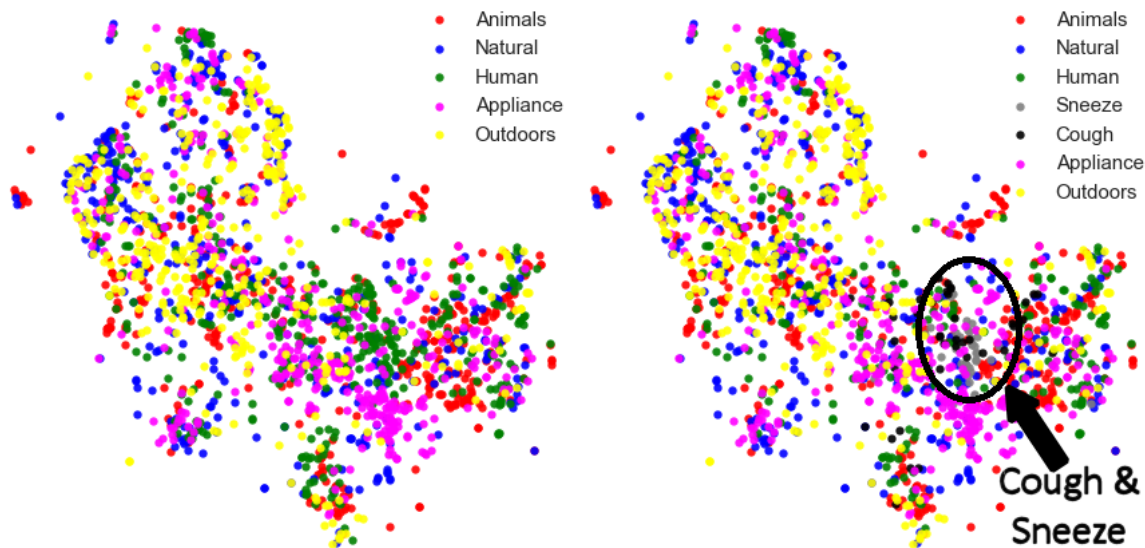 Animals
Natural
Human
Appliance
Outdoors
Animals
Natural
Human
Sneeze
Cough
Appliance
Outdoors
Cough &
Sneeze